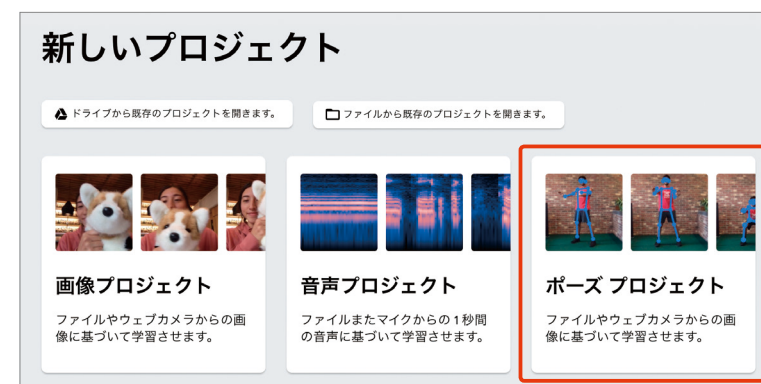 新しいプロジェクト
ドライブから既存のプロジェクトを開きます。
ファイルから既存のプロジェクトを開きます。
画像プロジェクト
ファイルやウェブカメラからの画
像に基づいて学習させます。
音声プロジェクト
ファイルまたマイクからの1秒間
の音声に基づいて学習させます。
ポーズ プロジェクト
ファイルやウェブカメラからの画
像に基づいて学習させます。